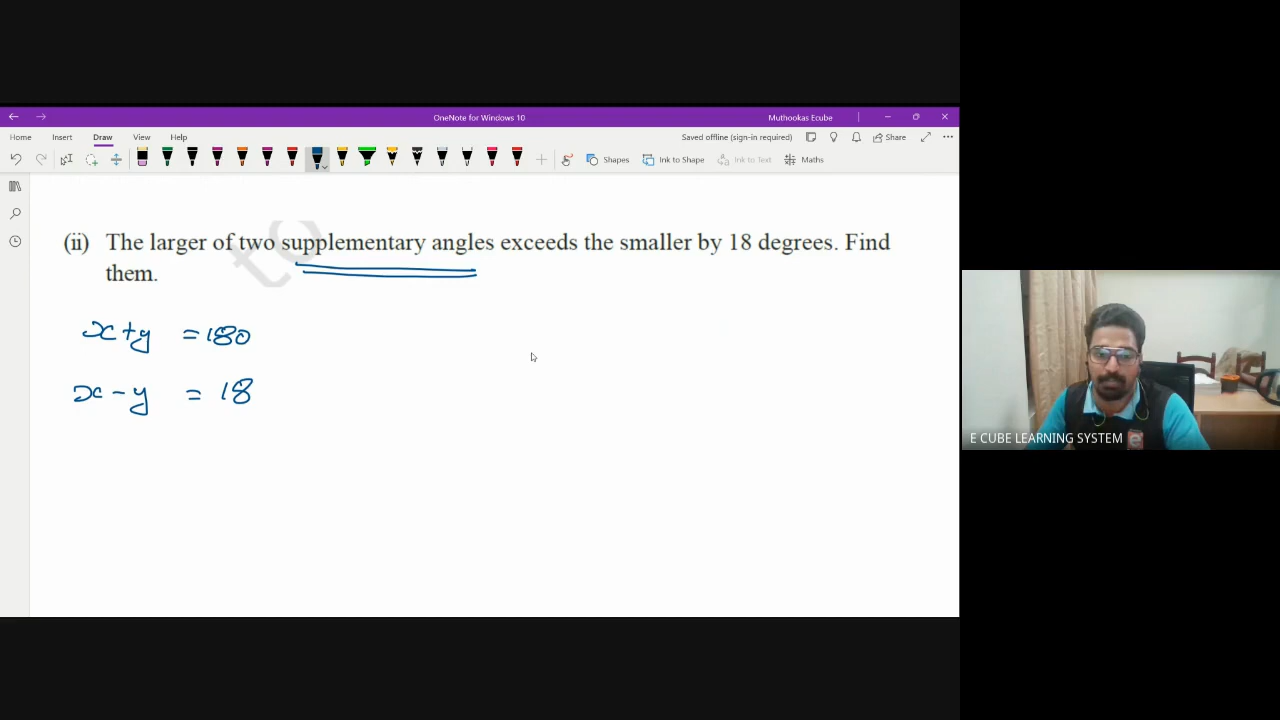 OneNote for Windows 10
Muthookas Ecube
Home Insert Draw View Help
Saved offline (sign-in required)
Share
Shapes
Ink to Shape
Ink to Text
Maths
to
(ii) The larger of two supplementary angles exceeds the smaller by 18 degrees. Find
them.
x+y = 180
x-y = 18
E CUBE LEARNING SYSTEM e